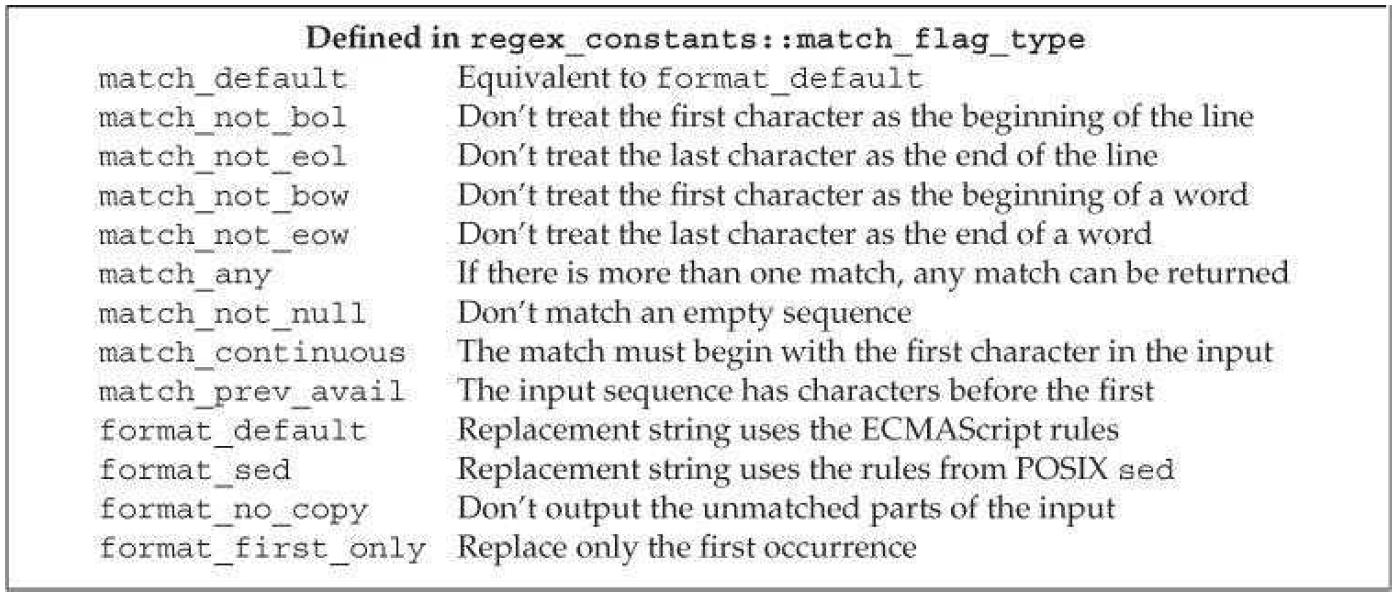 Defined in regex_constants::match_flag_type
match_default Equivalent to format_default
match_not_bol Don’t treat the first character as the beginning of the line
match_not_eol Don’t treat the last character as the end of the line
match_not_bow Don’t treat the first character as the beginning of a word
match_not_eow Don’t treat the last character as the end of a word
match_any If there is more than one match, any match can be returned
match_not_null Don’t match an empty sequence
match_continuous The match must begin with the first character in the input
match_prev_avail The input sequence has characters before the first
format_default Replacement string uses the ECMAScript rules
format_sed Replacement string uses the rules from POSIX sed
format_no_copy Don’t output the unmatched parts of the input
format_first_only Replace only the first occurrence